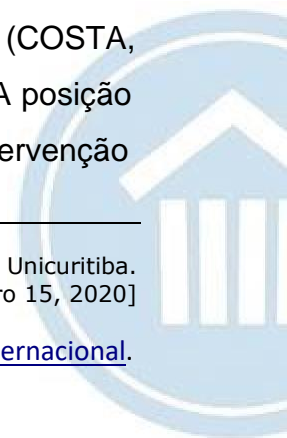 (COSTA,
A posição
ervenção
Unicuritiba.
ro 15, 2020]
ernacional.